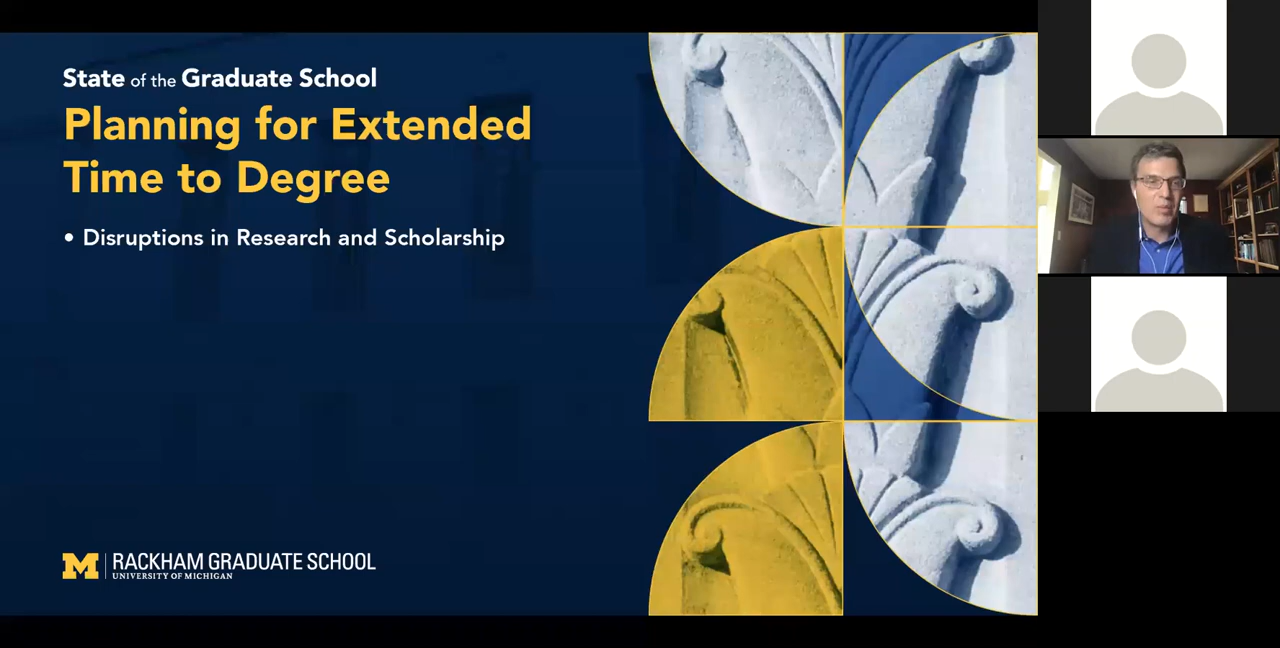 State of the Graduate School
Planning for Extended
Time to Degree
• Disruptions in Research and Scholarship
M
RACKHAM GRADUATE SCHOOL
UNIVERSITY OF MICHIGAN